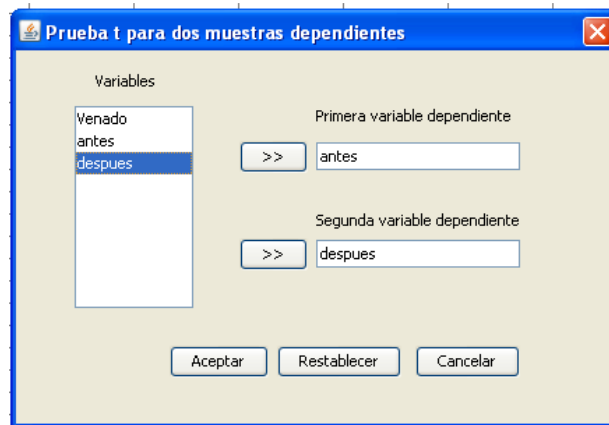 Prueba t para dos muestras dependientes
Variables
Venado
antes
despues
Primera variable dependiente
>>
antes
Segunda variable dependiente
>>
despues
Aceptar
Restablecer
Cancelar